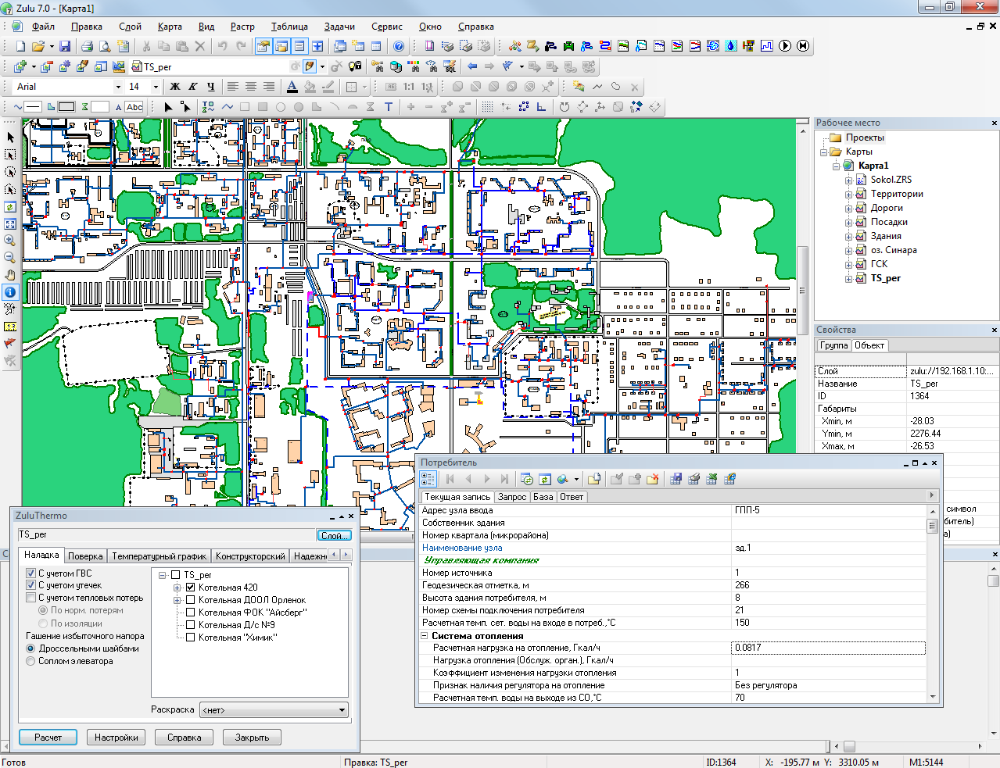 Zulu 7.0 - [Карта1]
Файл Правка Слой Карта Вид Растр Таблица Задачи Сервис Окно Справка
TS_per
SQL
Arial 14 Ж К Ч 1:1
Abc
Рабочее место
Проекты
Карты
Карта1
Sokol.ZRS
Территории
Дороги
Посадки
Здания
оз. Синара
ГСК
TS_per
Свойства
Группа Объект
Слой zulu://192.168.1.10:...
Название TS_per
ID 1364
Габариты
Xmin, м -28.03
Ymin, м 2276.44
Xmax, м -26.53
символ
Потребитель
Текущая запись Запрос База Ответ
Адрес узла ввода ГПП-5
Собственник здания
Номер квартала (микрорайона)
Наименование узла зд.1
Управляющая компания
Номер источника 1
Геодезическая отметка, м 266
Высота здания потребителя, м 8
Номер схемы подключения потребителя 21
Расчетная темп. сет. воды на входе в потреб.,°C 150
Система отопления
Расчетная нагрузка на отопление, Гкал/ч 0.0817
Нагрузка отопления (Обслуж. орган.), Гкал/ч
Коэффициент изменения нагрузки отопления 1
Признак наличия регулятора на отопление Без регулятора
Расчетная темп. воды на выходе из СО,°C 70
ZuluThermo
TS_per Слой...
Наладка Поверка Температурный график Конструкторский Надежн
С учетом ГВС
С учетом утечек
С учетом тепловых потерь
По норм. потерям
По изоляции
Гашение избыточного напора
Дроссельными шайбами
Соплом элеватора
TS_per
Котельная 420
Котельная ДООЛ Орленок
Котельная ФОК "Айсберг"
Котельная Д/с №9
Котельная "Химик"
Раскраска <нет>
Расчет Настройки Справка Закрыть
Готово Правка: TS_per ID:1364 X: -195.77 м Y: 3310.05 м М1:5144